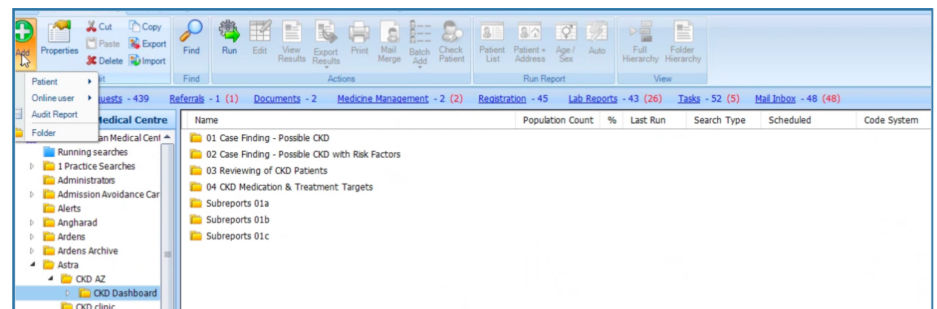 Add
Properties
Cut
Copy
Paste
Export
Delete
Import
Find
Run
Edit
View Results
Export Results
Print
Mail Merge
Batch Add
Check Patient
Patient List
Patient + Address
Age / Sex
Auto
Full Hierarchy
Folder Hierarchy
Find
Actions
Run Report
View
Patient
Online user
Audit Report
Folder
uests - 439 Referrals - 1 (1) Documents - 2 Medicine Management - 2 (2) Registration - 45 Lab Reports - 43 (26) Tasks - 52 (5) Mail Inbox - 48 (48)
Medical Centre
Name Population Count % Last Run Search Type Scheduled Code System
an Medical Cent
Running searches
1 Practice Searches
Administrators
Admission Avoidance Car
Alerts
Angharad
Ardens
Ardens Archive
Astra
CKD AZ
CKD Dashboard
CKD clinic
01 Case Finding - Possible CKD
02 Case Finding - Possible CKD with Risk Factors
03 Reviewing of CKD Patients
04 CKD Medication & Treatment Targets
Subreports 01a
Subreports 01b
Subreports 01c